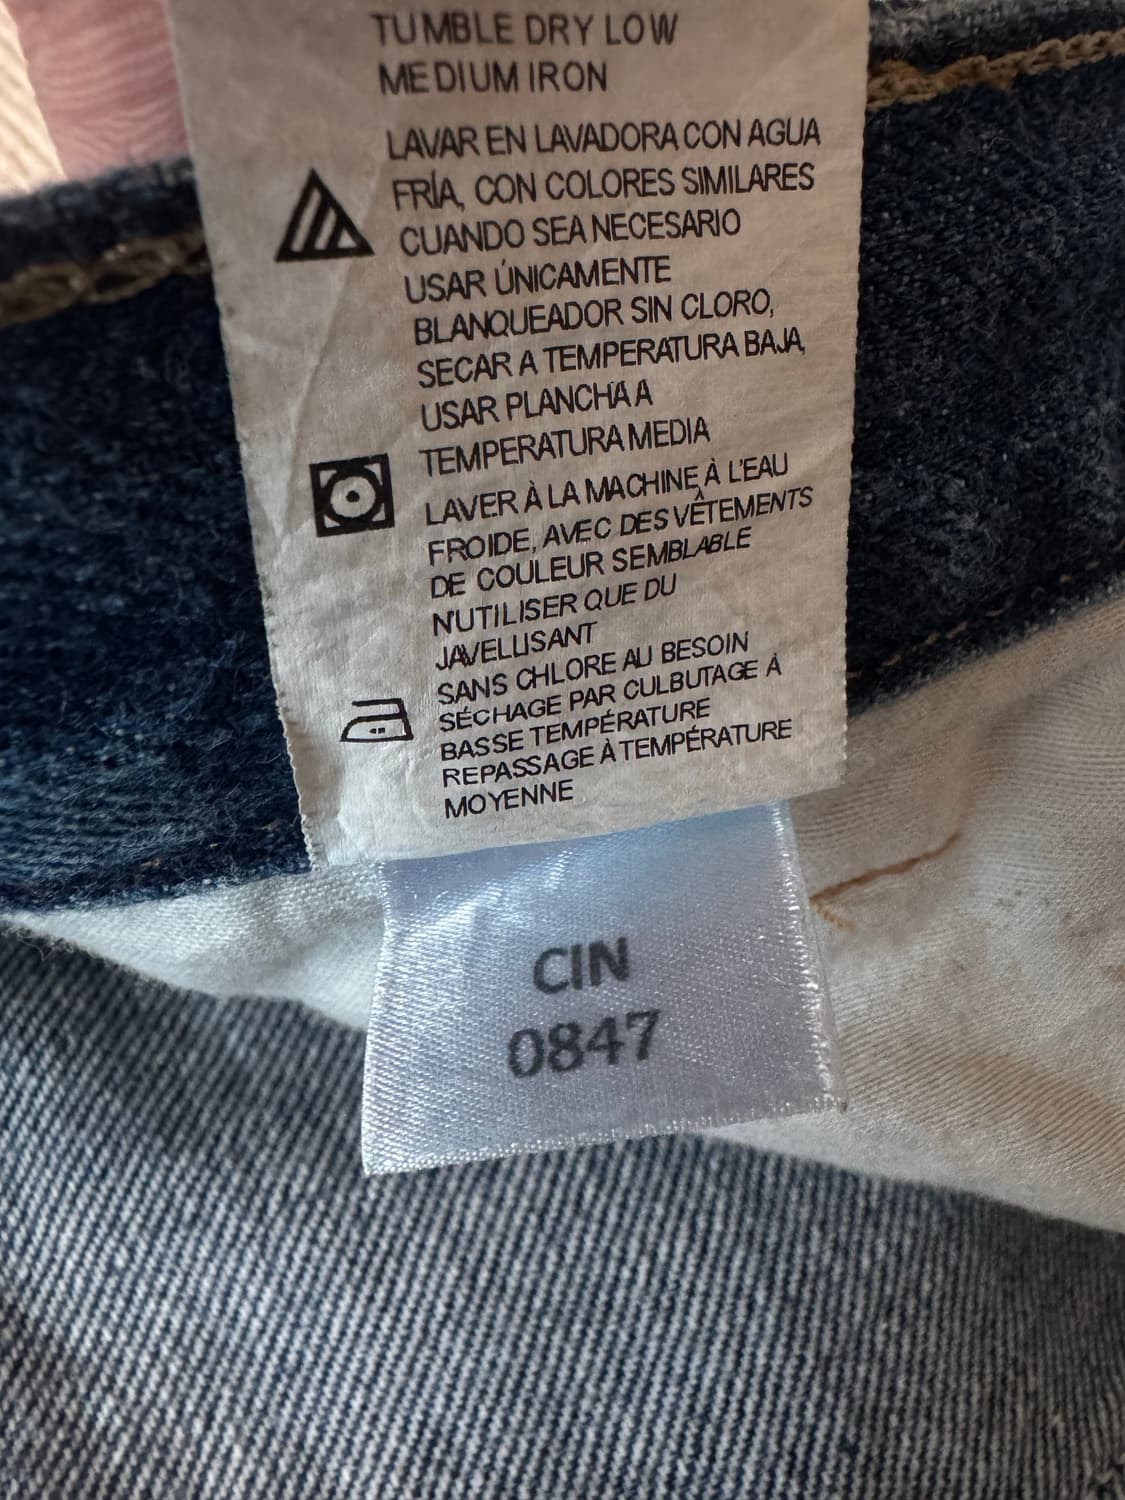 TUMBLE DRY LOW
MEDIUM IRON
LAVAR EN LAVADORA CON AGUA
FRÍA, CON COLORES SIMILARES
CUANDO SEA NECESARIO
USAR ÚNICAMENTE
BLANQUEADOR SIN CLORO,
SECAR A TEMPERATURA BAJA,
USAR PLANCHA A
TEMPERATURA MEDIA
LAVER À LA MACHINE À L'EAU
FROIDE, AVEC DES VÊTEMENTS
DE COULEUR SEMBLABLE
N'UTILISER QUE DU
JAVELLISANT
SANS CHLORE AU BESOIN
SÉCHAGE PAR CULBUTAGE À
BASSE TEMPÉRATURE
REPASSAGE À TEMPÉRATURE
MOYENNE
CIN
0847